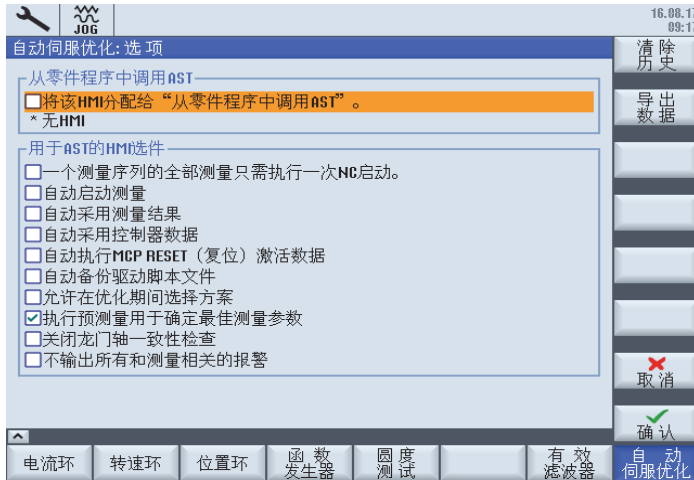 JOG
16.08.1
09:1
自动伺服优化: 选项
清除
历史
从零件程序中调用AST
将该HMI分配给“从零件程序中调用AST”。
* 无HMI
导出
数据
用于AST的HMI选件
一个测量序列的全部测量只需执行一次NC启动。
自动启动测量
自动采用测量结果
自动采用控制器数据
自动执行MCP RESET（复位）激活数据
自动备份驱动脚本文件
允许在优化期间选择方案
执行预测量用于确定最佳测量参数
关闭龙门轴一致性检查
不输出所有和测量相关的报警
取消
确认
电流环
转速环
位置环
函数
发生器
圆度
测试
有效
滤波器
自动
伺服优化